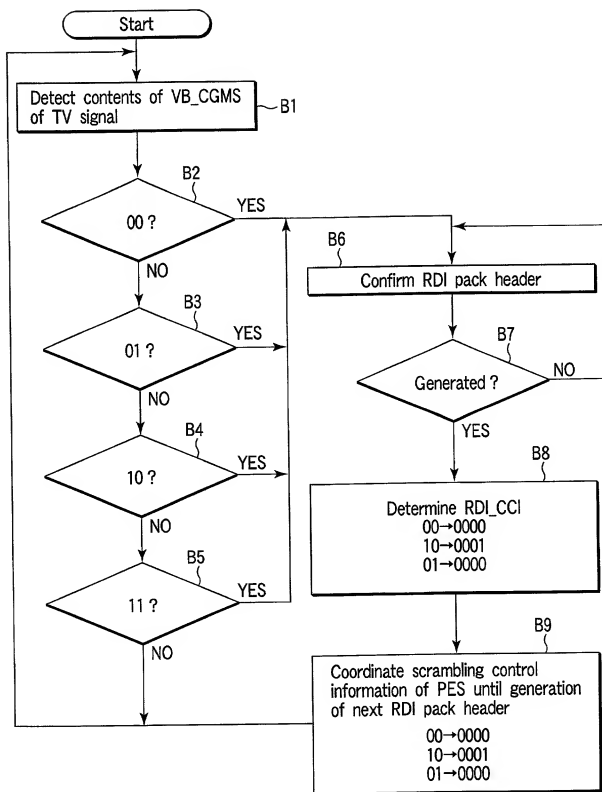 Start
Detect contents of VB_CGMS
of TV signal
B1
B2
00 ?
YES
NO
B3
01 ?
YES
NO
B4
10 ?
YES
NO
B5
11 ?
YES
NO
B6
Confirm RDI pack header
B7
Generated ?
NO
YES
B8
Determine RDI_CCI
00→0000
10→0001
01→0000
B9
Coordinate scrambling control
information of PES until generation
of next RDI pack header
00→0000
10→0001
01→0000